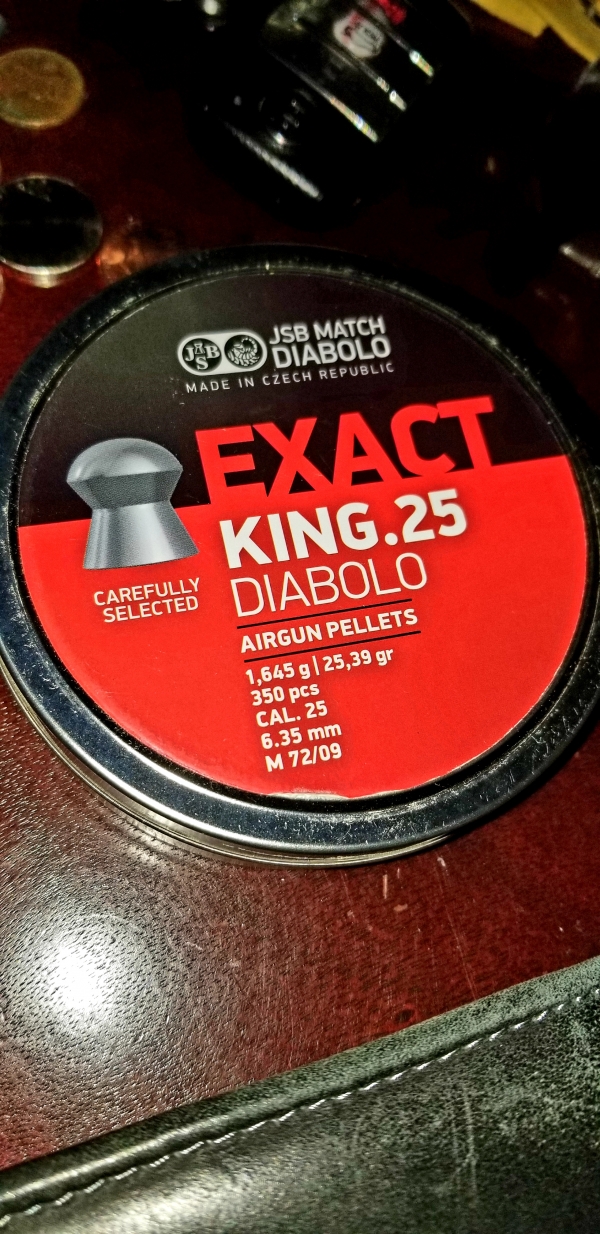 JSB
JSB MATCH
DIABOLO
MADE IN CZECH REPUBLIC
EXACT
KING.25
DIABOLO
CAREFULLY
SELECTED
AIRGUN PELLETS
1,645 g | 25,39 gr
350 pcs
CAL. 25
6.35 mm
M 72/09